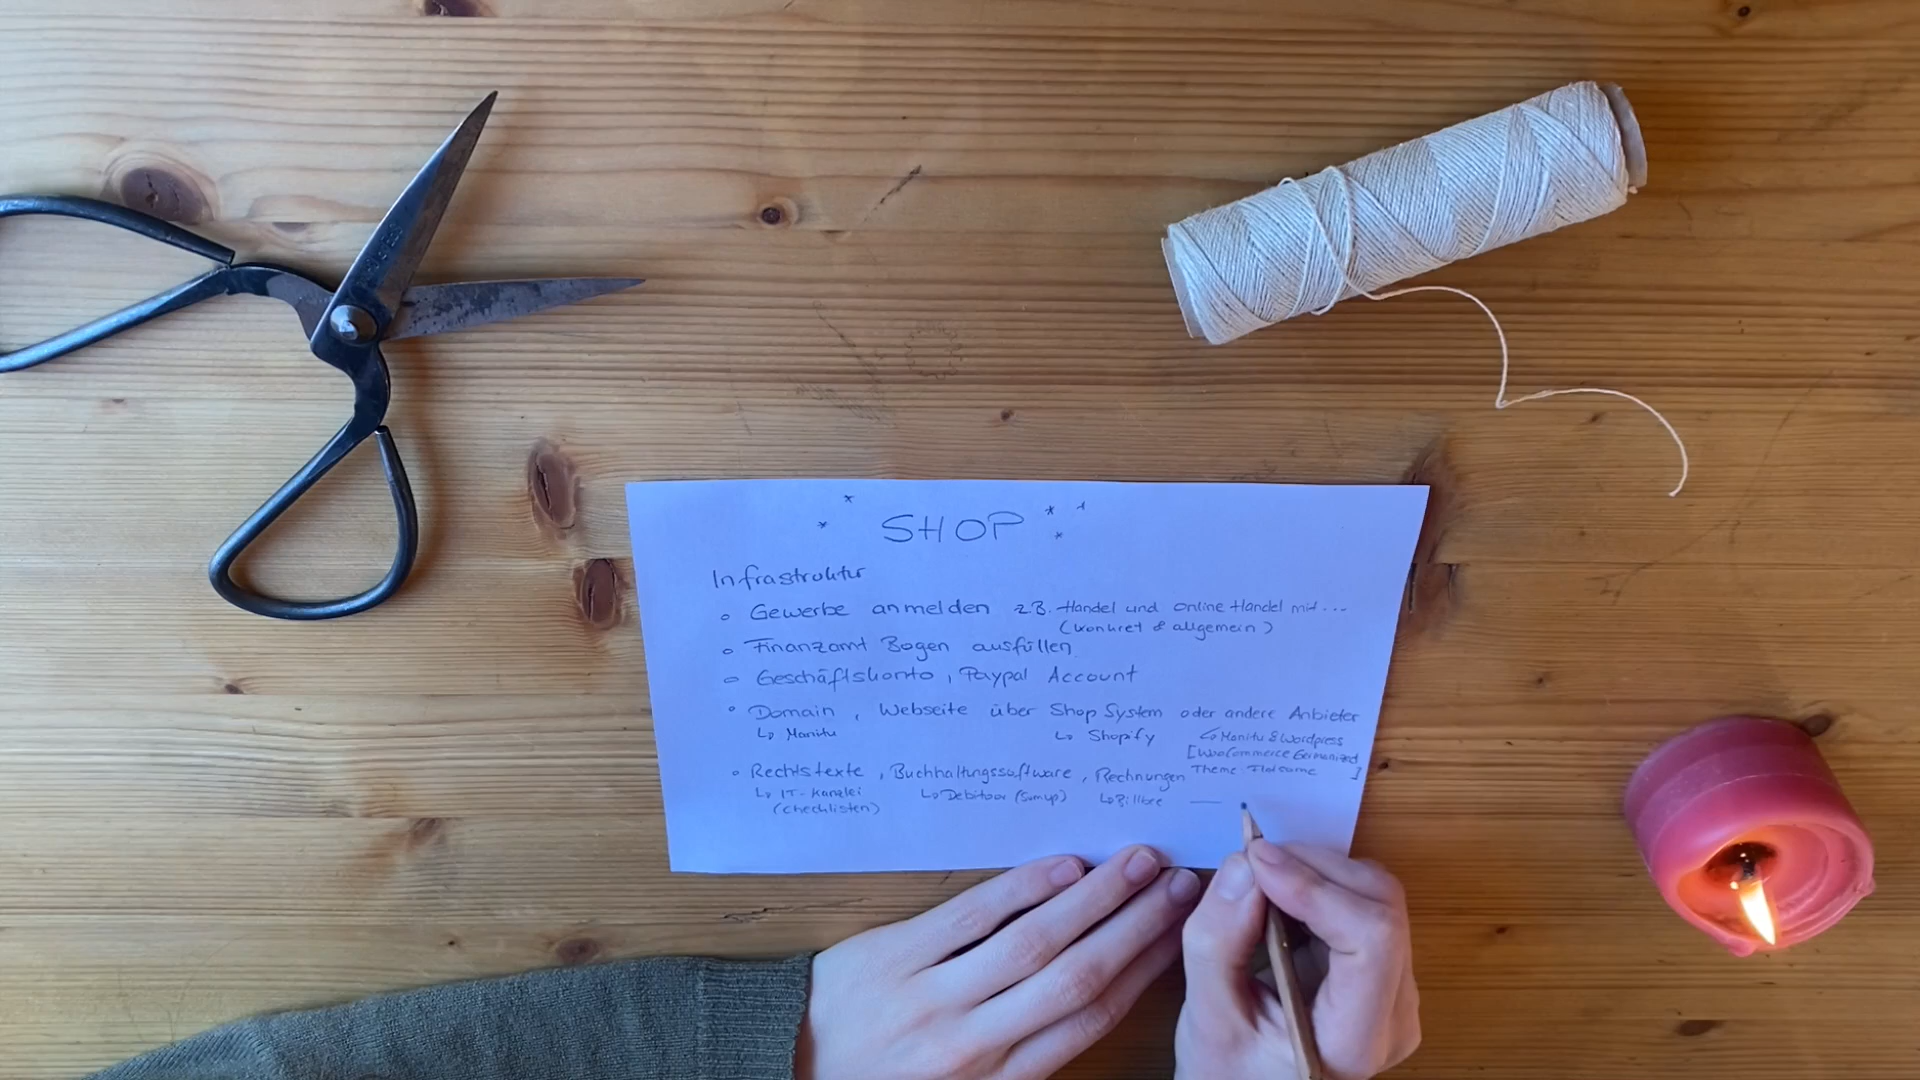 SHOP
Infrastruktur
Gewerbe anmelden z.B. Handel und online Handel mit...
(konkret & allgemein)
Finanzamt Bogen ausfüllen
Geschäftskonto, Paypal Account
Domain, Webseite über Shop System oder andere Anbieter
↳ Manitu ↳ Shopify ↳ Manitu & Wordpress
[WooCommerce Germanized
Theme: Flatsome ]
Rechtstexte, Buchhaltungssoftware, Rechnungen
↳ IT-Kanzlei ↳ Debitoor (Sumup) ↳ Billbee —
(Checklisten)